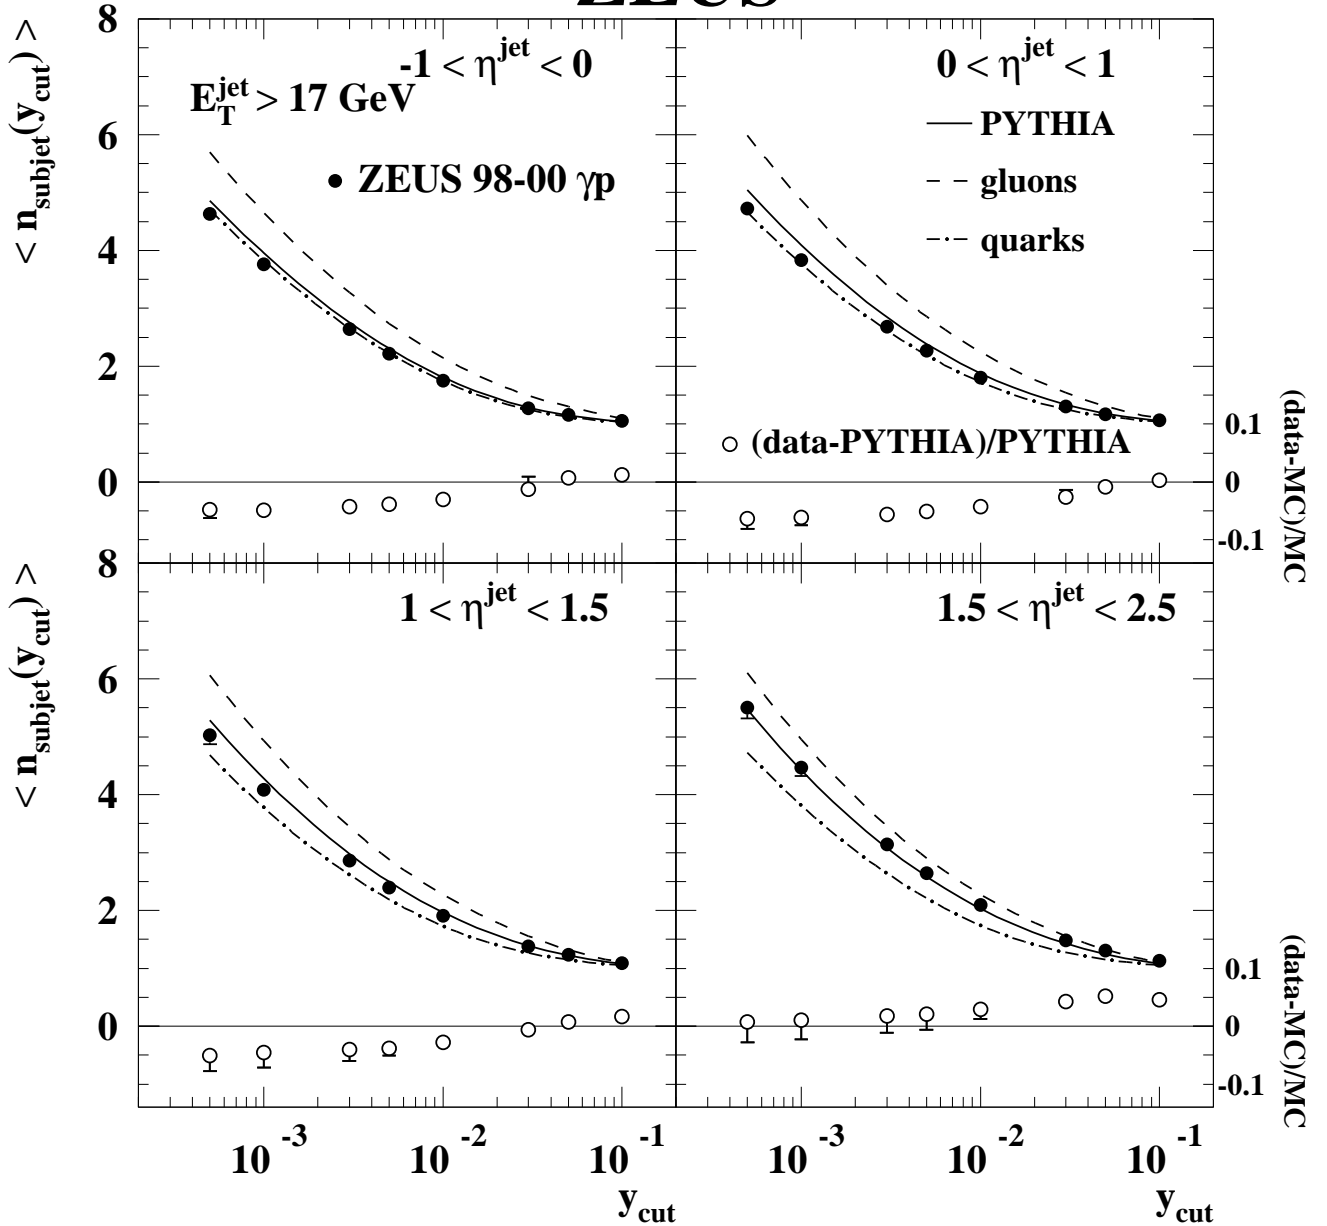 ZEUS
-1 < η^jet < 0
E_T^jet > 17 GeV
● ZEUS 98-00 γp
< n_subjet(y_cut) >
8
6
4
2
0
0 < η^jet < 1
PYTHIA
gluons
quarks
(data-PYTHIA)/PYTHIA
0.1
0
-0.1
(data-MC)/MC
1 < η^jet < 1.5
< n_subjet(y_cut) >
8
6
4
2
0
1.5 < η^jet < 2.5
0.1
0
-0.1
(data-MC)/MC
10^-3 10^-2 10^-1
y_cut
10^-3 10^-2 10^-1
y_cut